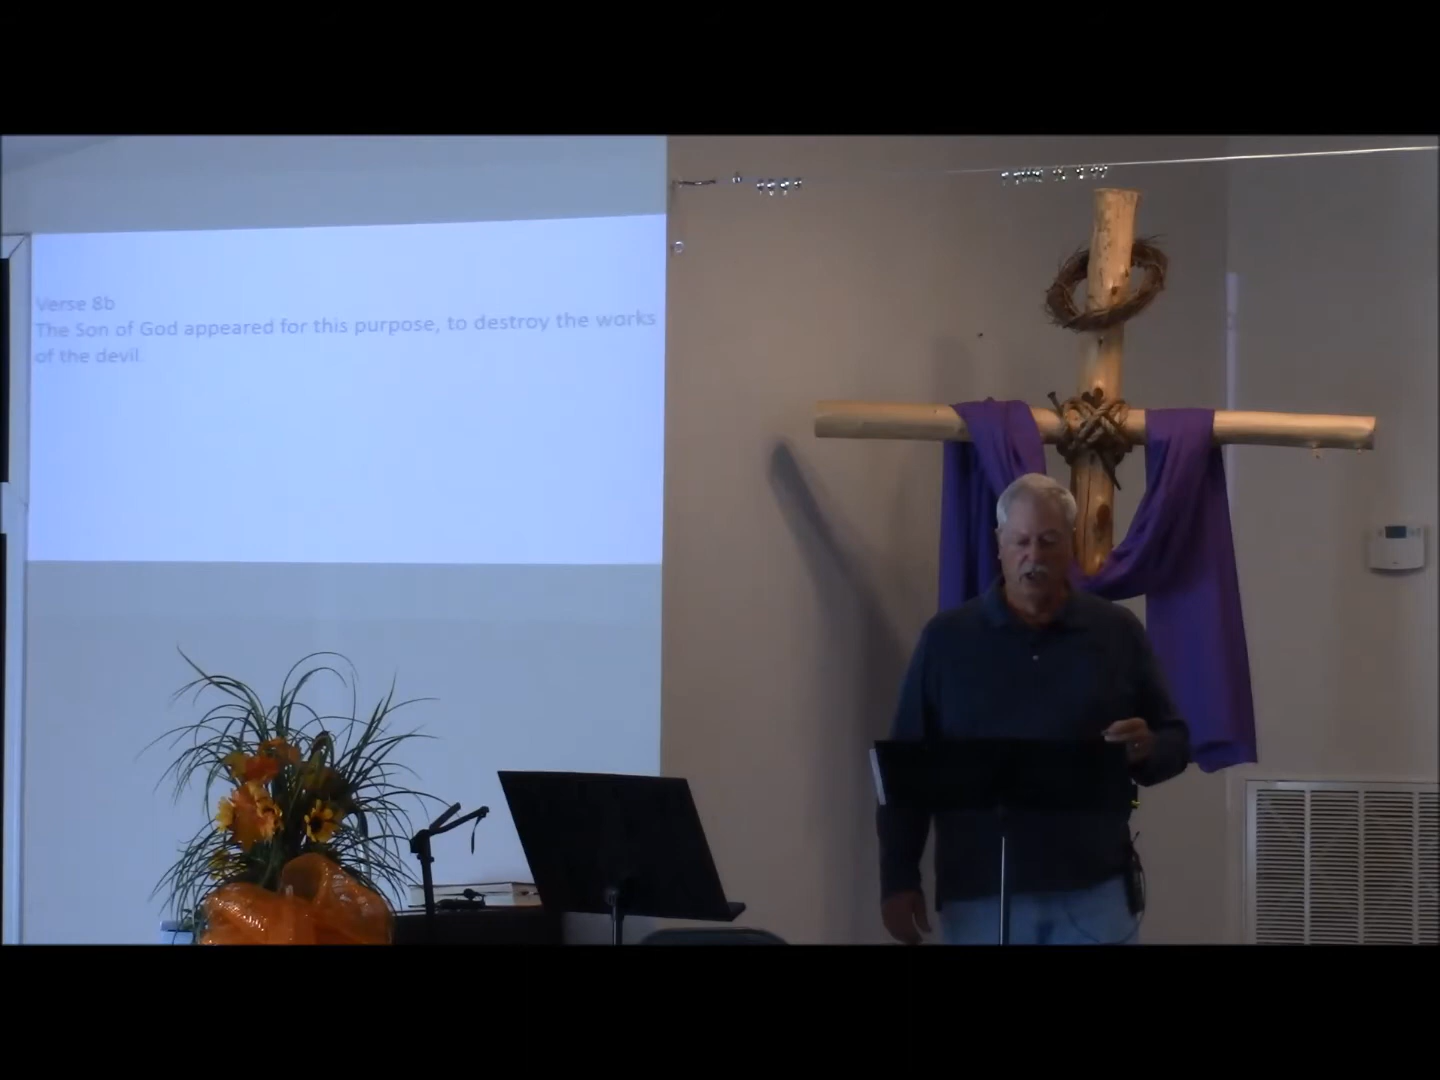 Verse 8b
The Son of God appeared for this purpose, to destroy the works
of the devil.